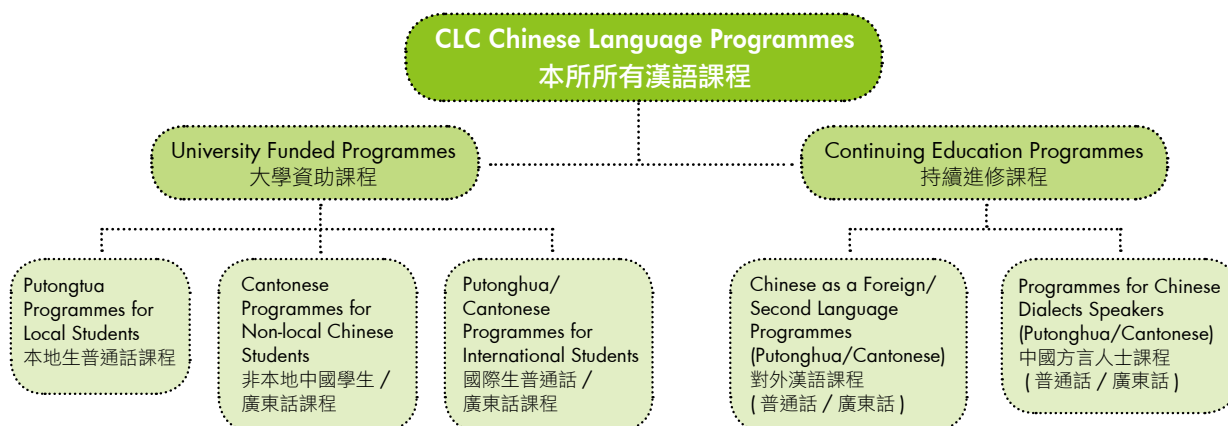 CLC Chinese Language Programmes
本所所有漢語課程
University Funded Programmes
大學資助課程
Continuing Education Programmes
持續進修課程
Putongtua
Programmes for
Local Students
本地生普通話課程
Cantonese
Programmes for
Non-local Chinese
Students
非本地中國學生 /
廣東話課程
Putonghua/
Cantonese
Programmes for
International Students
國際生普通話 /
廣東話課程
Chinese as a Foreign/
Second Language
Programmes
(Putonghua/Cantonese)
對外漢語課程
( 普通話 / 廣東話 )
Programmes for Chinese
Dialects Speakers
(Putonghua/Cantonese)
中國方言人士課程
( 普通話 / 廣東話 )